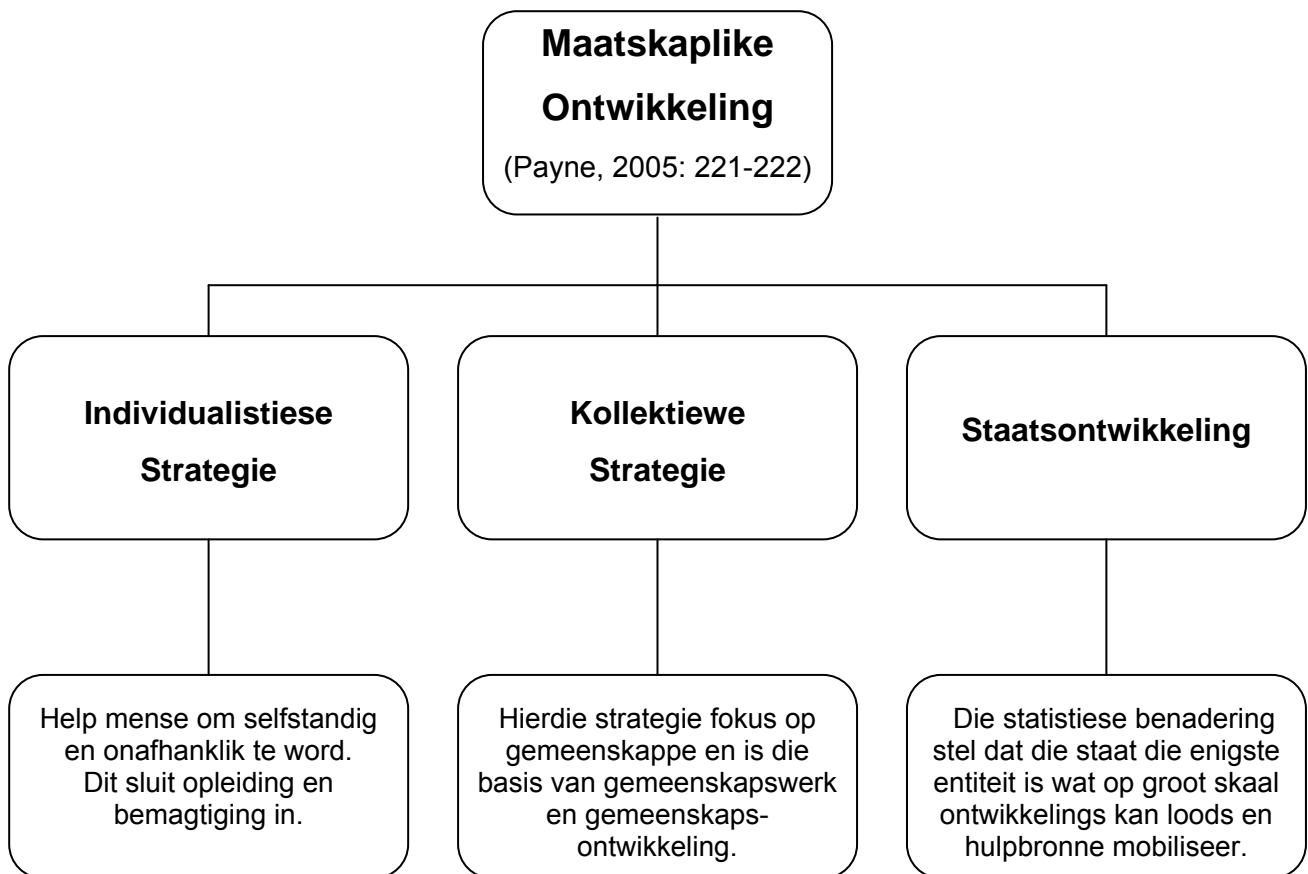 Maatskaplike
Ontwikkeling
(Payne, 2005: 221-222)
Individualistiese
Strategie
Kollektiewe
Strategie
Staatsontwikkeling
Help mense om selfstandig
en onafhanklik te word.
Dit sluit opleiding en
bemagtiging in.
Hierdie strategie fokus op
gemeenskappe en is die
basis van gemeenskapswerk
en gemeenskaps-
ontwikkeling.
Die statistiese benadering
stel dat die staat die enigste
entiteit is wat op groot skaal
ontwikkelings kan loods en
hulpbronne mobiliseer.